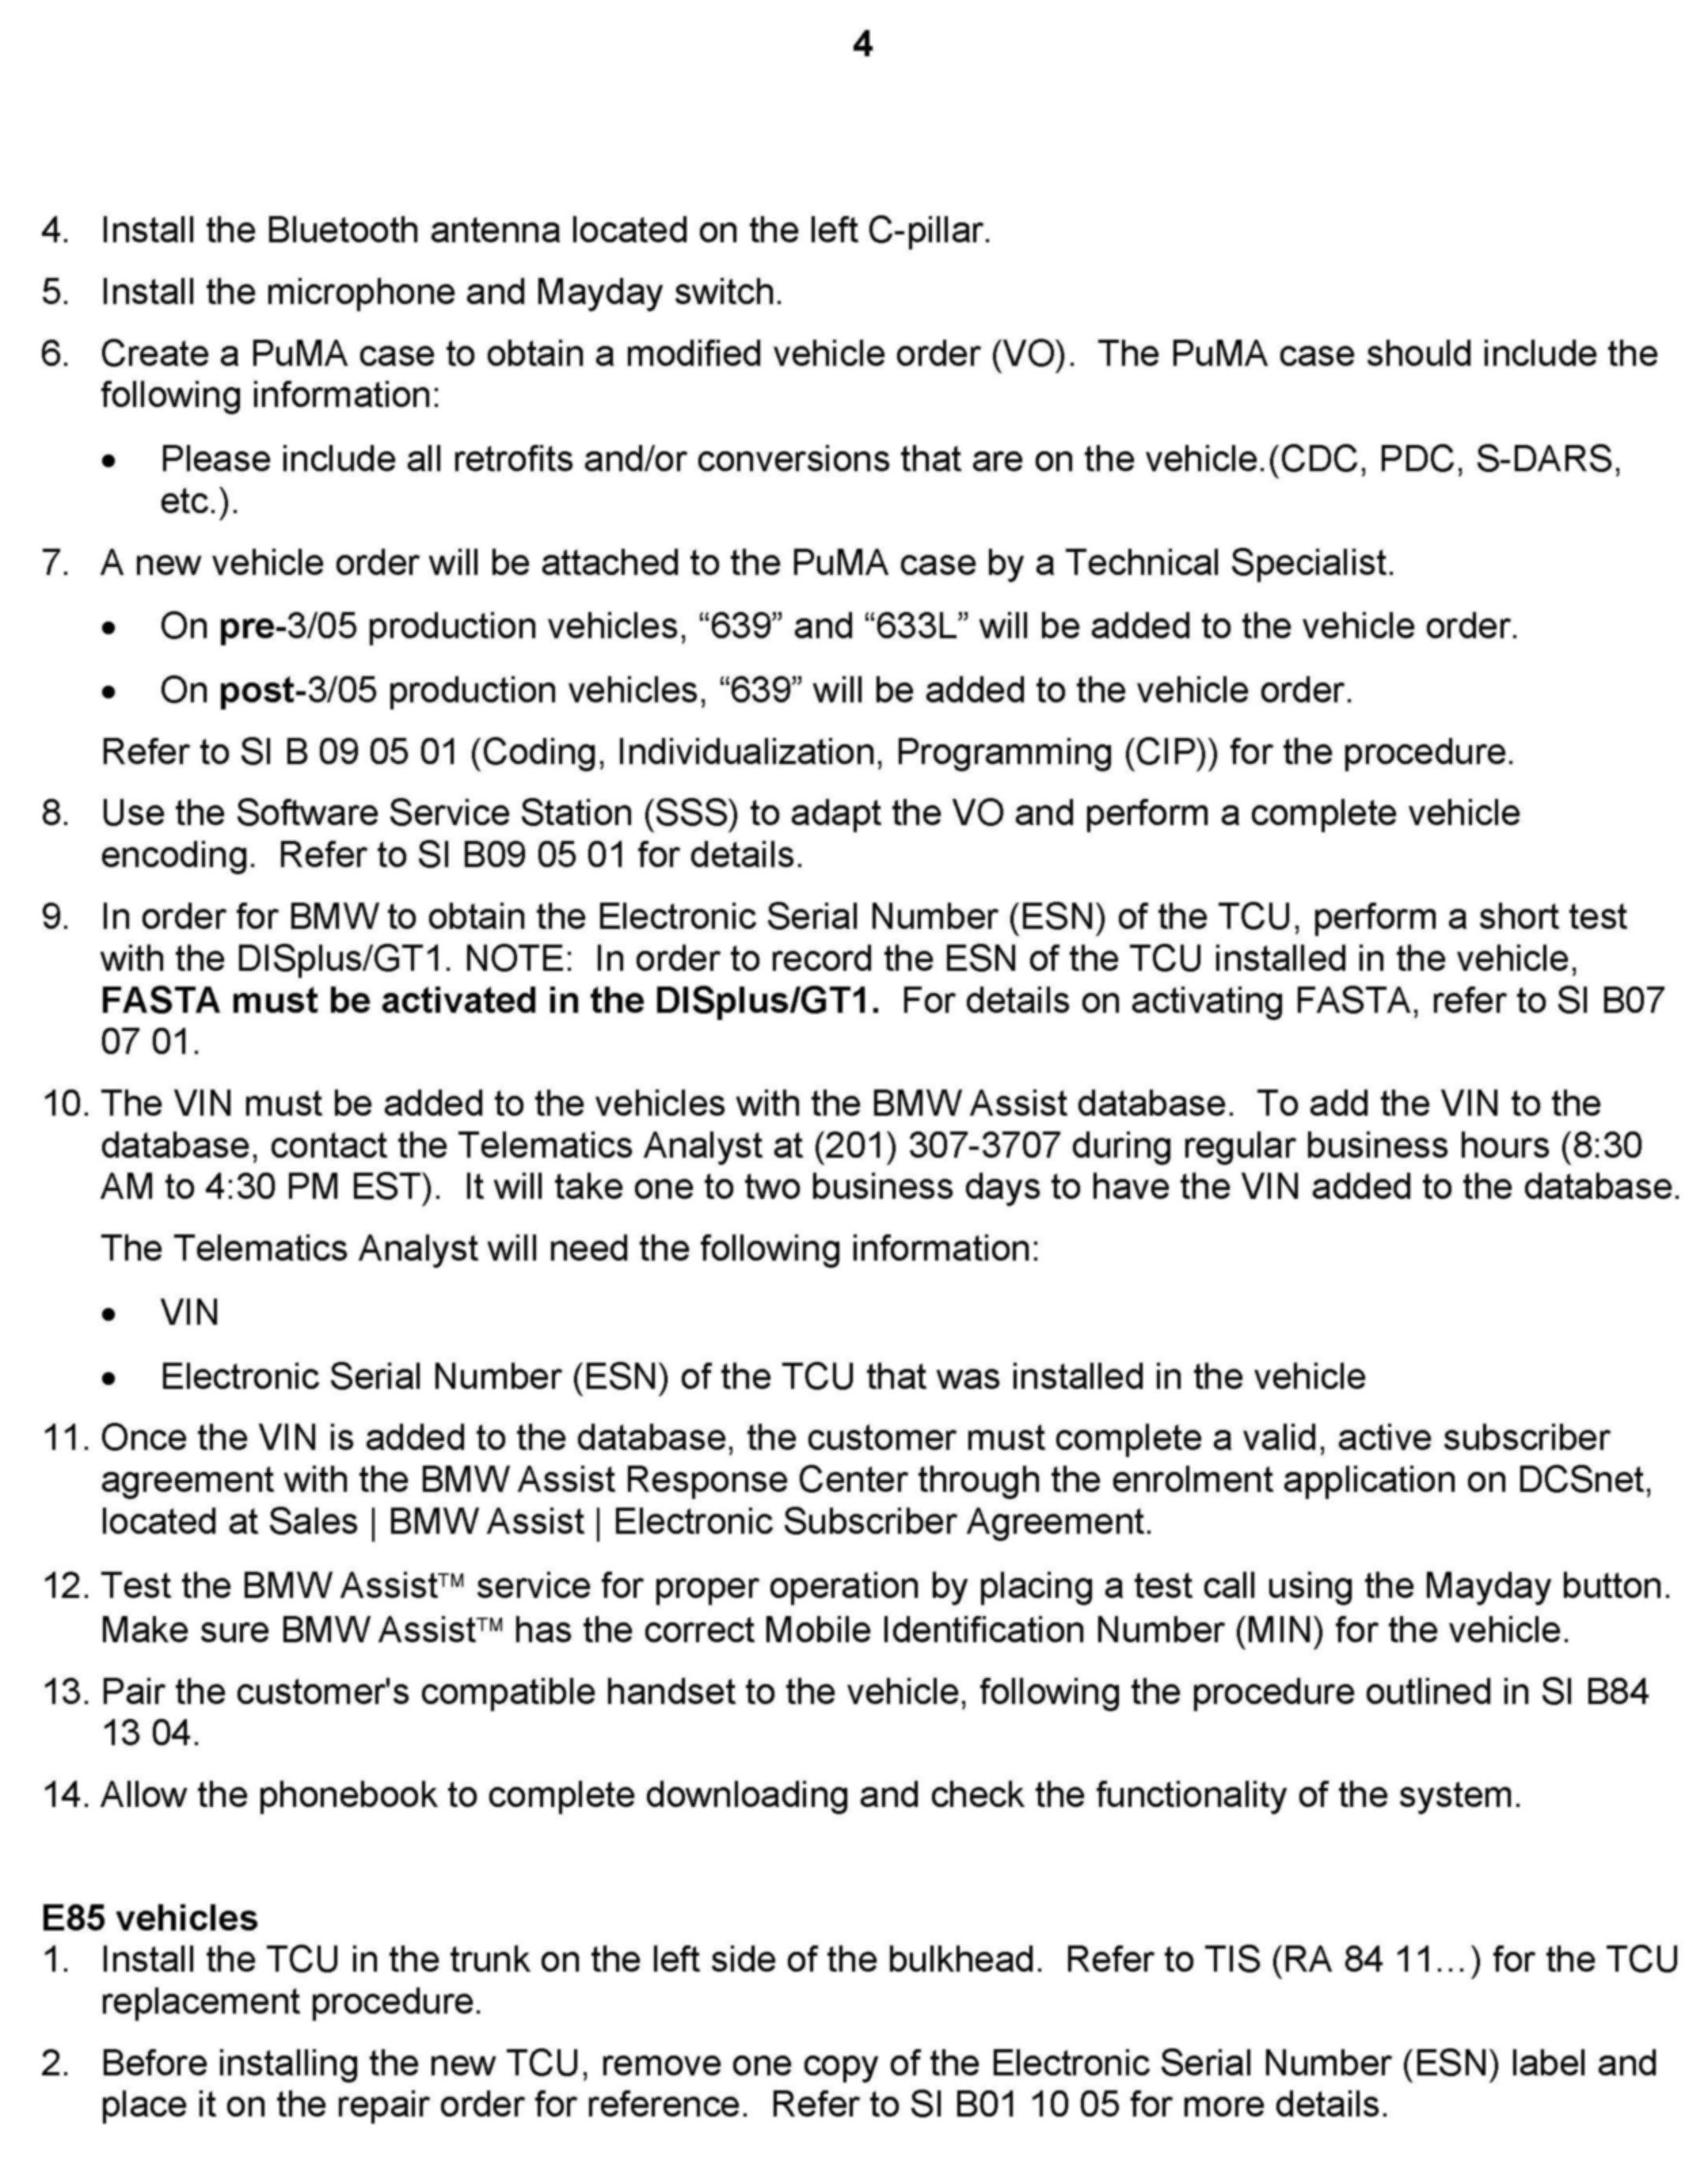 4
4. Install the Bluetooth antenna located on the left C-pillar.
5. Install the microphone and Mayday switch.
6. Create a PuMA case to obtain a modified vehicle order (VO). The PuMA case should include the
following information:
• Please include all retrofits and/or conversions that are on the vehicle.(CDC, PDC, S-DARS,
etc.).
7. A new vehicle order will be attached to the PuMA case by a Technical Specialist.
• On pre-3/05 production vehicles, “639” and “633L” will be added to the vehicle order.
• On post-3/05 production vehicles, “639” will be added to the vehicle order.
Refer to SI B 09 05 01 (Coding, Individualization, Programming (CIP)) for the procedure.
8. Use the Software Service Station (SSS) to adapt the VO and perform a complete vehicle
encoding. Refer to SI B09 05 01 for details.
9. In order for BMW to obtain the Electronic Serial Number (ESN) of the TCU, perform a short test
with the DISplus/GT1. NOTE: In order to record the ESN of the TCU installed in the vehicle,
FASTA must be activated in the DISplus/GT1. For details on activating FASTA, refer to SI B07
07 01.
10. The VIN must be added to the vehicles with the BMW Assist database. To add the VIN to the
database, contact the Telematics Analyst at (201) 307-3707 during regular business hours (8:30
AM to 4:30 PM EST). It will take one to two business days to have the VIN added to the database.
The Telematics Analyst will need the following information:
• VIN
• Electronic Serial Number (ESN) of the TCU that was installed in the vehicle
11. Once the VIN is added to the database, the customer must complete a valid, active subscriber
agreement with the BMW Assist Response Center through the enrolment application on DCSnet,
located at Sales | BMW Assist | Electronic Subscriber Agreement.
12. Test the BMW Assist™ service for proper operation by placing a test call using the Mayday button.
Make sure BMW Assist™ has the correct Mobile Identification Number (MIN) for the vehicle.
13. Pair the customer's compatible handset to the vehicle, following the procedure outlined in SI B84
13 04.
14. Allow the phonebook to complete downloading and check the functionality of the system.
E85 vehicles
1. Install the TCU in the trunk on the left side of the bulkhead. Refer to TIS (RA 84 11...) for the TCU
replacement procedure.
2. Before installing the new TCU, remove one copy of the Electronic Serial Number (ESN) label and
place it on the repair order for reference. Refer to SI B01 10 05 for more details.